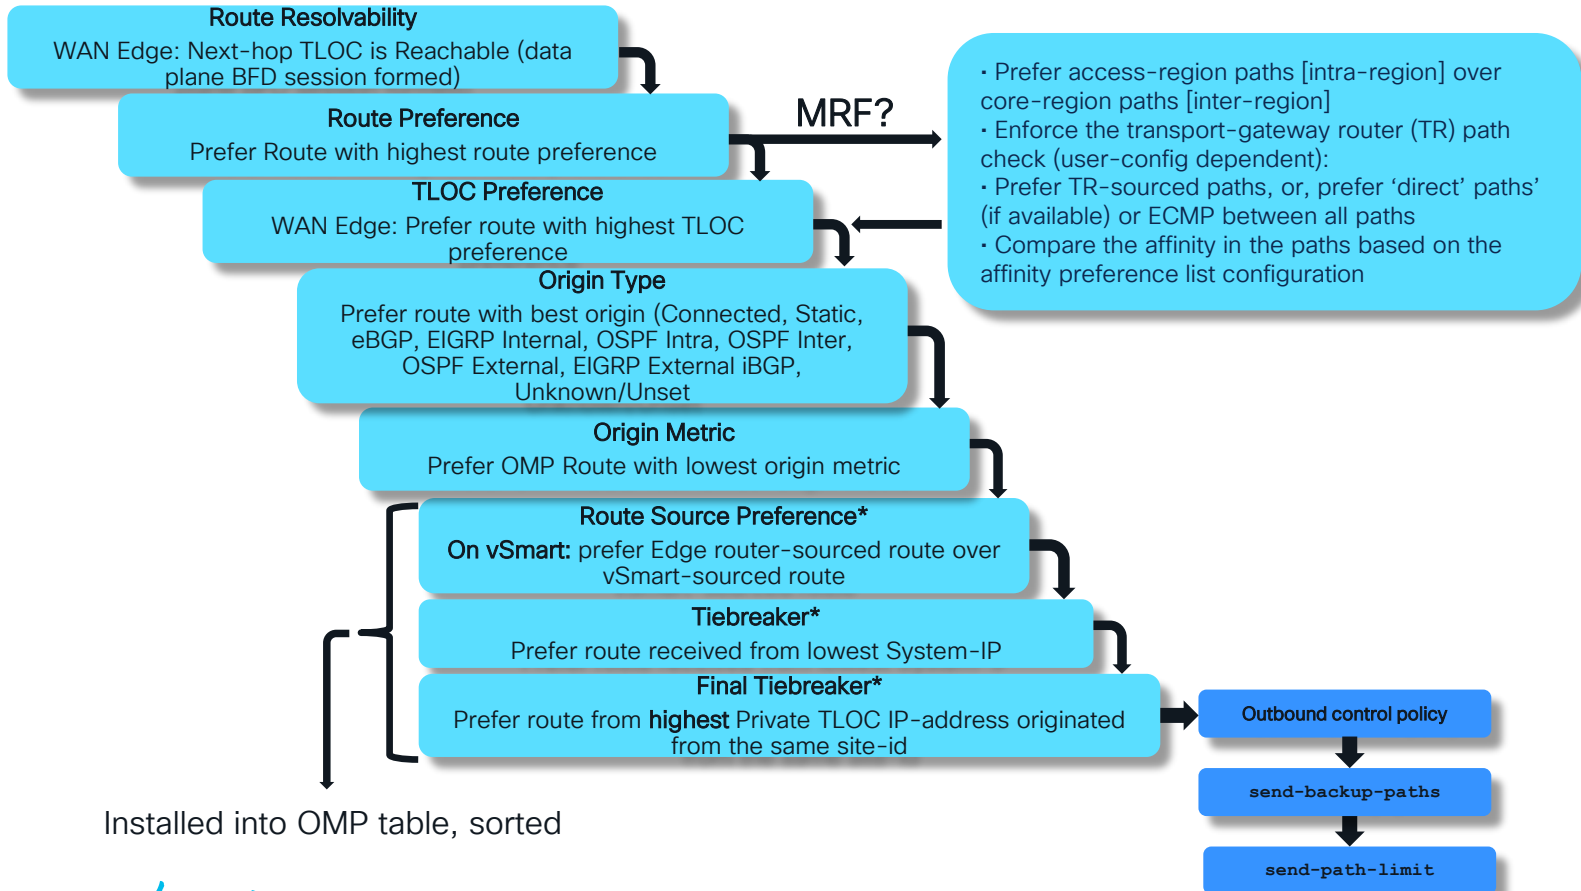 Route Resolvability
WAN Edge: Next-hop TLOC is Reachable (data
plane BFD session formed)
Route Preference
Prefer Route with highest route preference
MRF?
· Prefer access-region paths [intra-region] over
core-region paths [inter-region]
· Enforce the transport-gateway router (TR) path
check (user-config dependent):
· Prefer TR-sourced paths, or, prefer ‘direct’ paths’
(if available) or ECMP between all paths
· Compare the affinity in the paths based on the
affinity preference list configuration
TLOC Preference
WAN Edge: Prefer route with highest TLOC
preference
Origin Type
Prefer route with best origin (Connected, Static,
eBGP, EIGRP Internal, OSPF Intra, OSPF Inter,
OSPF External, EIGRP External iBGP,
Unknown/Unset
Origin Metric
Prefer OMP Route with lowest origin metric
Route Source Preference*
On vSmart: prefer Edge router-sourced route over
vSmart-sourced route
Tiebreaker*
Prefer route received from lowest System-IP
Final Tiebreaker*
Prefer route from highest Private TLOC IP-address originated
from the same site-id
Outbound control policy
send-backup-paths
send-path-limit
Installed into OMP table, sorted